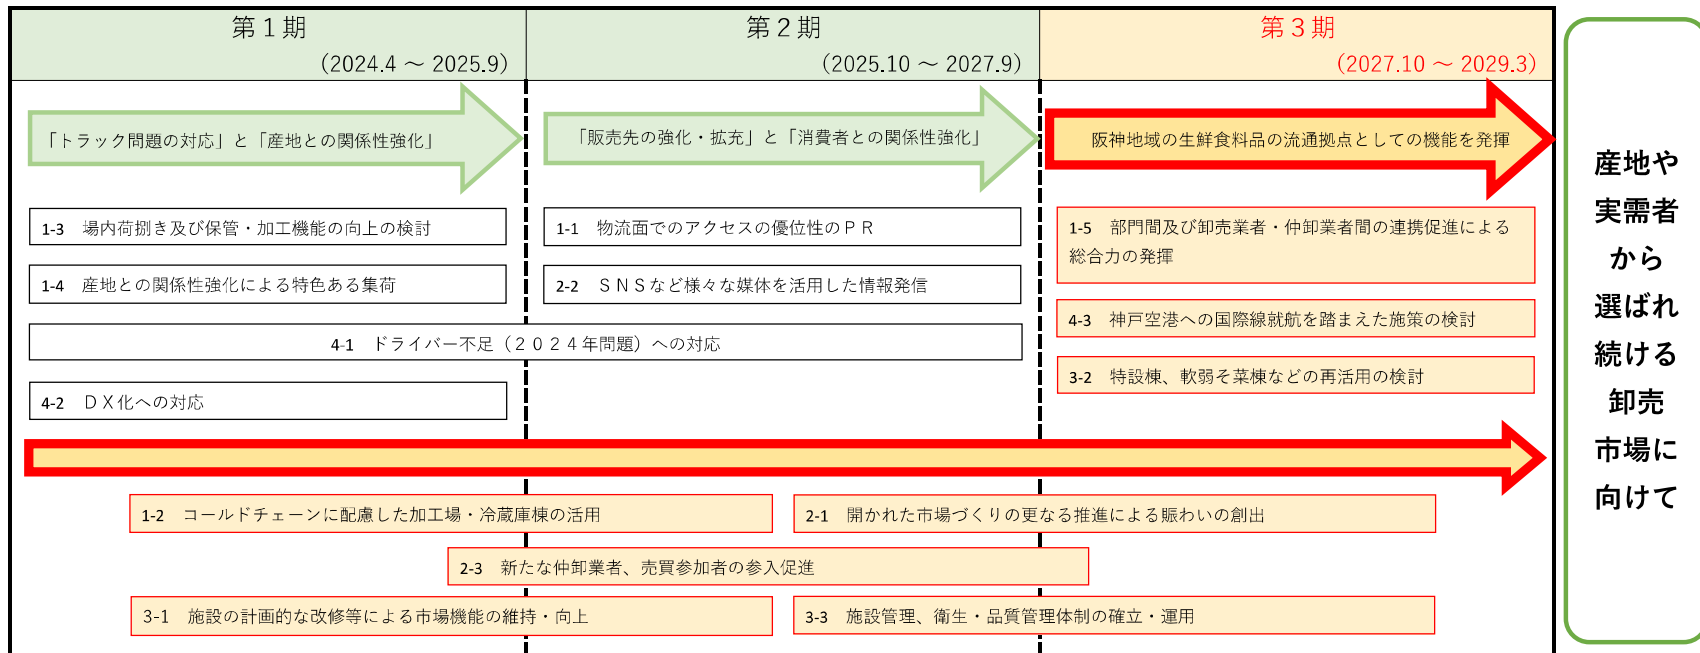 第１期
(2024.4 ～ 2025.9)
第２期
(2025.10 ～ 2027.9)
第３期
(2027.10 ～ 2029.3)
「トラック問題の対応」と「産地との関係性強化」
「販売先の強化・拡充」と「消費者との関係性強化」
阪神地域の生鮮食料品の流通拠点としての機能を発揮
1-3　場内荷捌き及び保管・加工機能の向上の検討
1-4　産地との関係性強化による特色ある集荷
1-1　物流面でのアクセスの優位性のＰＲ
2-2　ＳＮＳなど様々な媒体を活用した情報発信
4-1　ドライバー不足（２０２４年問題）への対応
4-2　ＤＸ化への対応
1-5　部門間及び卸売業者・仲卸業者間の連携促進による
総合力の発揮
4-3　神戸空港への国際線就航を踏まえた施策の検討
3-2　特設棟、軟弱そ菜棟などの再活用の検討
1-2　コールドチェーンに配慮した加工場・冷蔵庫棟の活用
2-1　開かれた市場づくりの更なる推進による賑わいの創出
2-3　新たな仲卸業者、売買参加者の参入促進
3-1　施設の計画的な改修等による市場機能の維持・向上
3-3　施設管理、衛生・品質管理体制の確立・運用
産地や
実需者
から
選ばれ
続ける
卸売
市場に
向けて